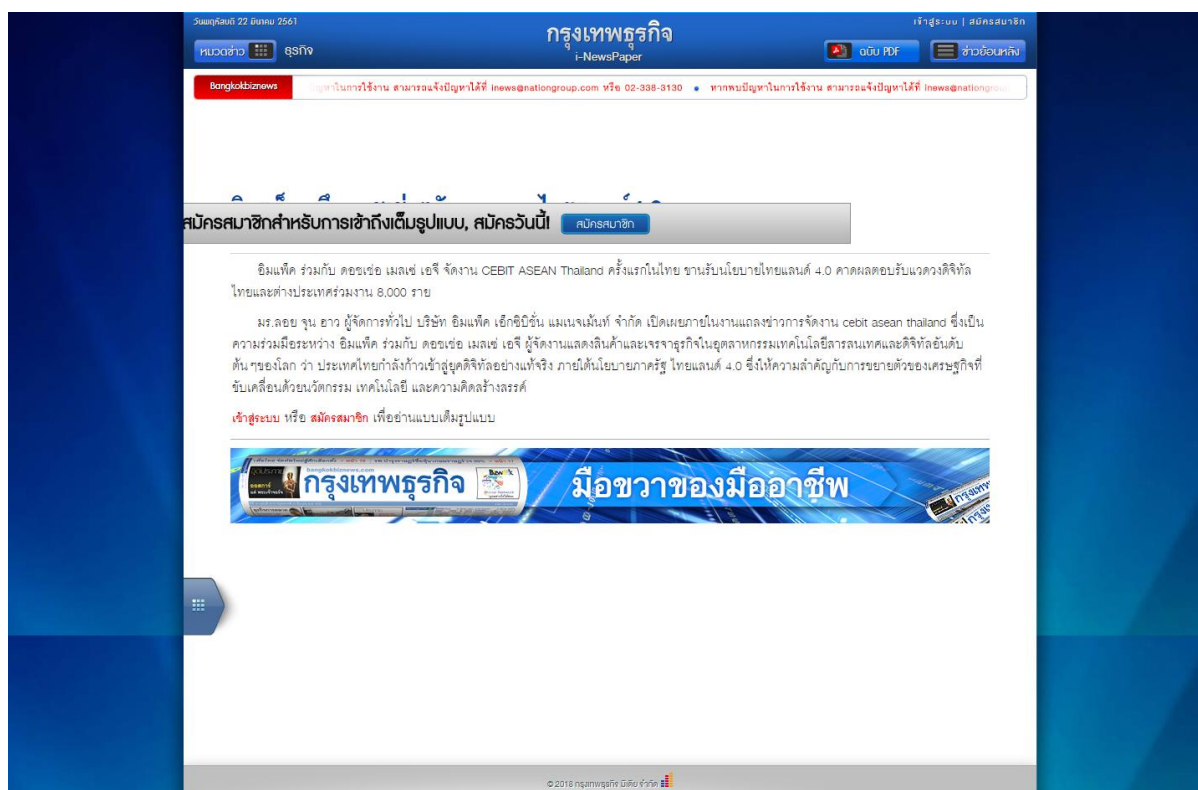 วันพฤหัสบดี 22 มีนาคม 2561
เข้าสู่ระบบ | สมัครสมาชิก
กรุงเทพธุรกิจ
i-NewsPaper
หมวดข่าว ธุรกิจ
ฉบับ PDF
ข่าวย้อนหลัง
Bangkokbiznews
ปัญหาในการใช้งาน สามารถแจ้งปัญหาได้ที่ inews@nationgroup.com หรือ 02-338-3130 • หากพบปัญหาในการใช้งาน สามารถแจ้งปัญหาได้ที่ inews@nationgroup
สมัครสมาชิกสำหรับการเข้าถึงเต็มรูปแบบ, สมัครวันนี้! สมัครสมาชิก
อิมแพ็ค ร่วมกับ ดอยเช่อ เมสเซ่ เอจี จัดงาน CEBIT ASEAN Thailand ครั้งแรกในไทย ขานรับนโยบายไทยแลนด์ 4.0 คาดผลตอบรับแวดวงดิจิทัล
ไทยและต่างประเทศร่วมงาน 8,000 ราย
มร.ลอย จุน ฮาว ผู้จัดการทั่วไป บริษัท อิมแพ็ค เอ็กซิบิชั่น แมเนจเม้นท์ จำกัด เปิดเผยภายในงานแถลงข่าวการจัดงาน cebit asean thailand ซึ่งเป็น
ความร่วมมือระหว่าง อิมแพ็ค ร่วมกับ ดอยเช่อ เมสเซ่ เอจี ผู้จัดงานแสดงสินค้าและเจรจาธุรกิจในอุตสาหกรรมเทคโนโลยีสารสนเทศและดิจิทัลอันดับ
ต้น ๆของโลก ว่า ประเทศไทยกำลังก้าวเข้าสู่ยุคดิจิทัลอย่างแท้จริง ภายใต้นโยบายภาครัฐ ไทยแลนด์ 4.0 ซึ่งให้ความสำคัญกับการขยายตัวของเศรษฐกิจที่
ขับเคลื่อนด้วยนวัตกรรม เทคโนโลยี และความคิดสร้างสรรค์
เข้าสู่ระบบ หรือ สมัครสมาชิก เพื่ออ่านแบบเต็มรูปแบบ
bangkokbiznews.com
กรุงเทพธุรกิจ
มือขวาของมืออาชีพ
© 2018 กรุงเทพธุรกิจ มีเดีย จำกัด